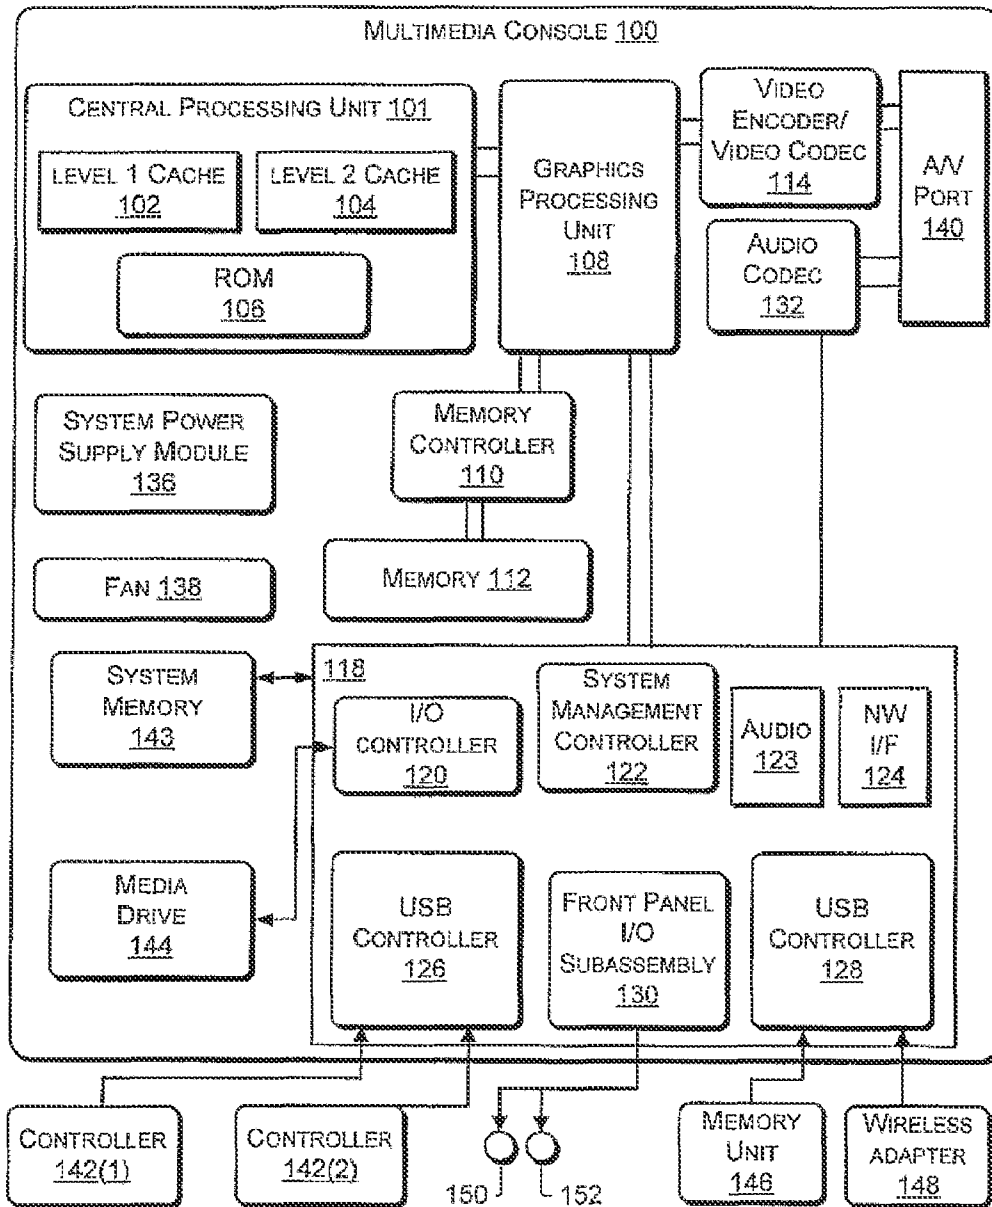 MULTIMEDIA CONSOLE 100
CENTRAL PROCESSING UNIT 101
LEVEL 1 CACHE
102
LEVEL 2 CACHE
104
ROM
106
GRAPHICS
PROCESSING
UNIT
108
VIDEO
ENCODER/
VIDEO CODEC
114
A/V
PORT
140
AUDIO
CODEC
132
SYSTEM POWER
SUPPLY MODULE
136
MEMORY
CONTROLLER
110
FAN 138
MEMORY 112
SYSTEM
MEMORY
143
118
I/O
CONTROLLER
120
SYSTEM
MANAGEMENT
CONTROLLER
122
AUDIO
123
NW
I/F
124
MEDIA
DRIVE
144
USB
CONTROLLER
126
FRONT PANEL
I/O
SUBASSEMBLY
130
USB
CONTROLLER
128
CONTROLLER
142(1)
CONTROLLER
142(2)
150
152
MEMORY
UNIT
146
WIRELESS
ADAPTER
148